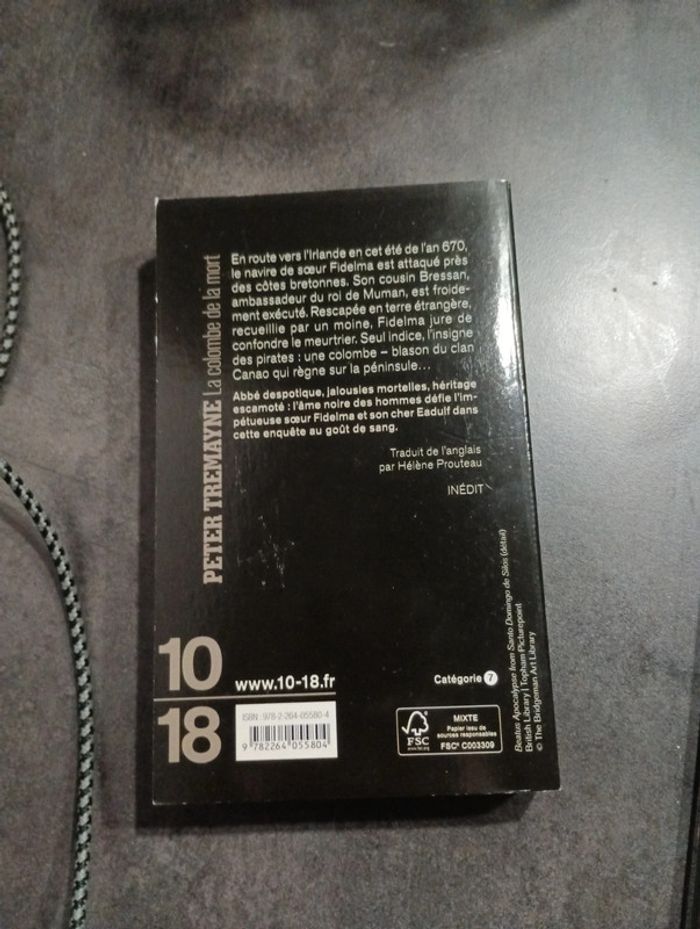 PETER TREMAYNE La colombe de la mort
En route vers l'Irlande en cet été de l'an 670,
le navire de sœur Fidelma est attaqué près
des côtes bretonnes. Son cousin Bressan,
ambassadeur du roi de Muman, est froide-
ment exécuté. Rescapée en terre étrangère,
recueillie par un moine, Fidelma jure de
confondre le meurtrier. Seul indice, l'insigne
des pirates : une colombe – blason du clan
Canao qui règne sur la péninsule…
Abbé despotique, jalousies mortelles, héritage
escamoté : l'âme noire des hommes défie l'im-
pétueuse sœur Fidelma et son cher Eadulf dans
cette enquête au goût de sang.
Traduit de l'anglais
par Hélène Prouteau
INÉDIT
10
18
www.10-18.fr
Catégorie 7
ISBN : 978-2-264-05580-4
9 782264 055804
FSC
www.fsc.org
MIXTE
Papier issu de
sources responsables
FSC® C003309
Beatus Apocalypse from Santo Domingo de Silos (détail)
British Library | Topham Picturepoint
© The Bridgeman Art Library